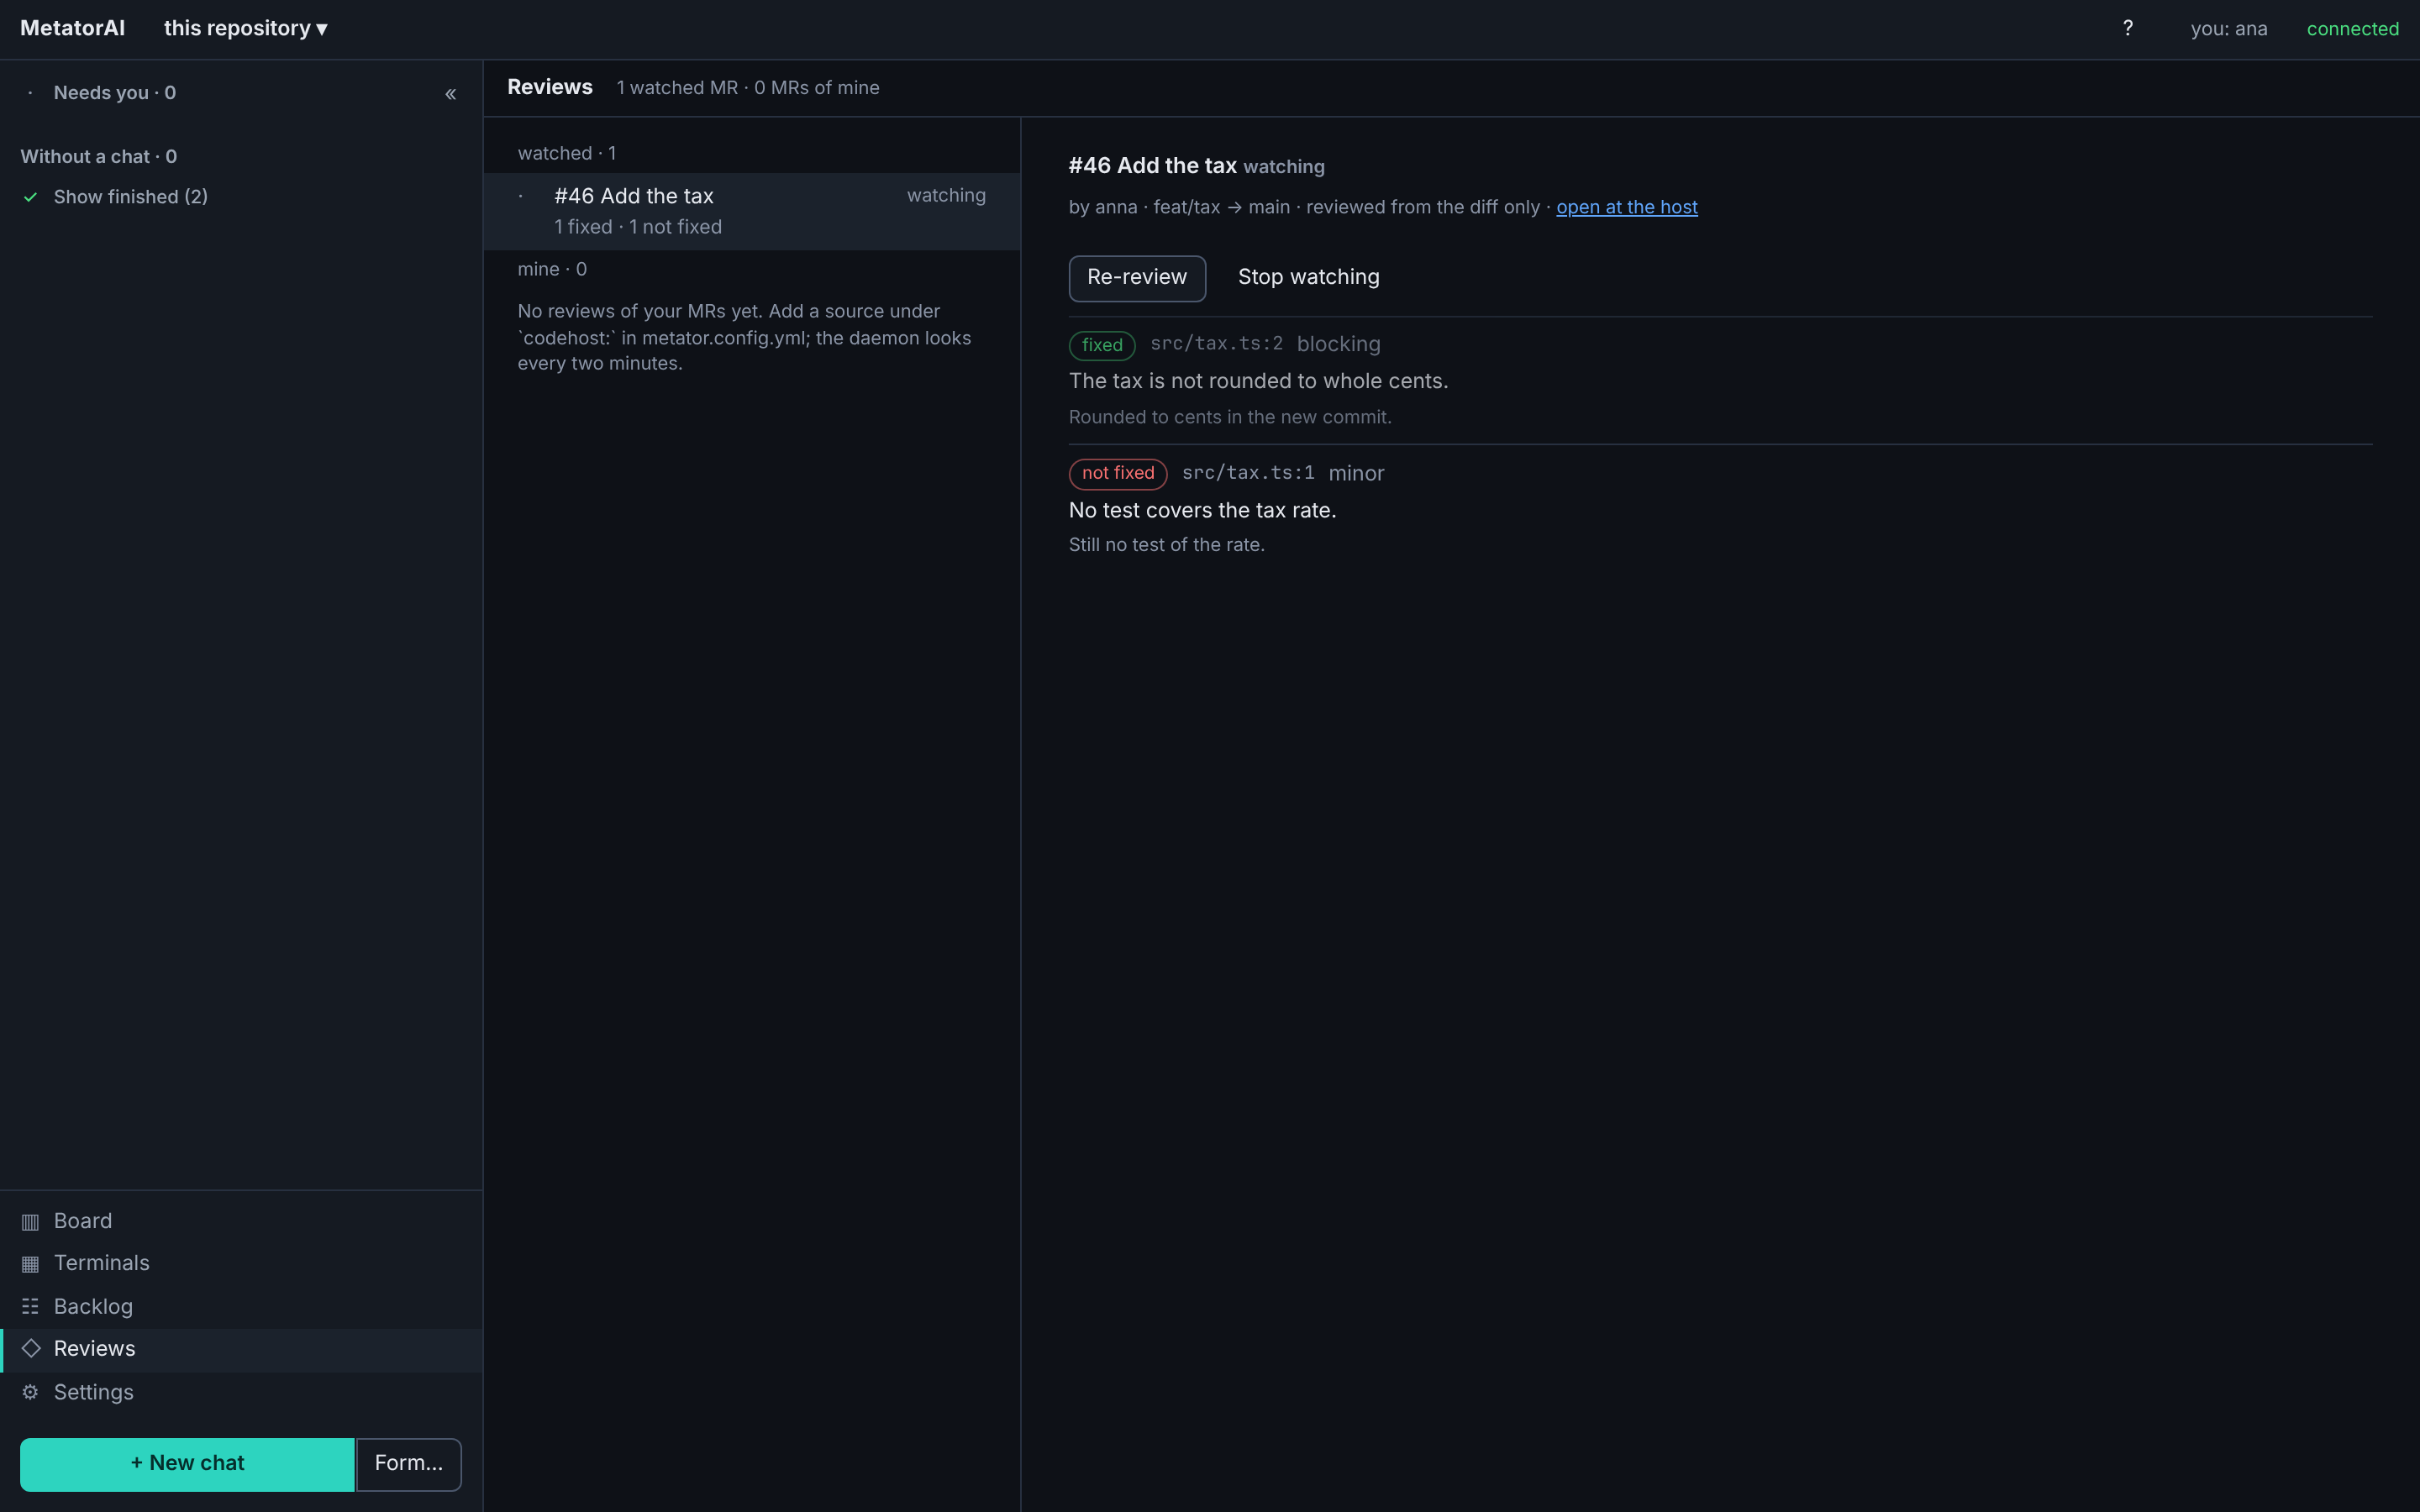 MetatorAI this repository ▾ ? you: ana connected
· Needs you · 0 «
Without a chat · 0
✓ Show finished (2)
Board
Terminals
Backlog
Reviews
Settings
+ New chat Form...
Reviews 1 watched MR · 0 MRs of mine
watched · 1
· #46 Add the tax watching
1 fixed · 1 not fixed
mine · 0
No reviews of your MRs yet. Add a source under
`codehost:` in metator.config.yml; the daemon looks
every two minutes.
#46 Add the tax watching
by anna · feat/tax → main · reviewed from the diff only · open at the host
Re-review Stop watching
fixed src/tax.ts:2 blocking
The tax is not rounded to whole cents.
Rounded to cents in the new commit.
not fixed src/tax.ts:1 minor
No test covers the tax rate.
Still no test of the rate.